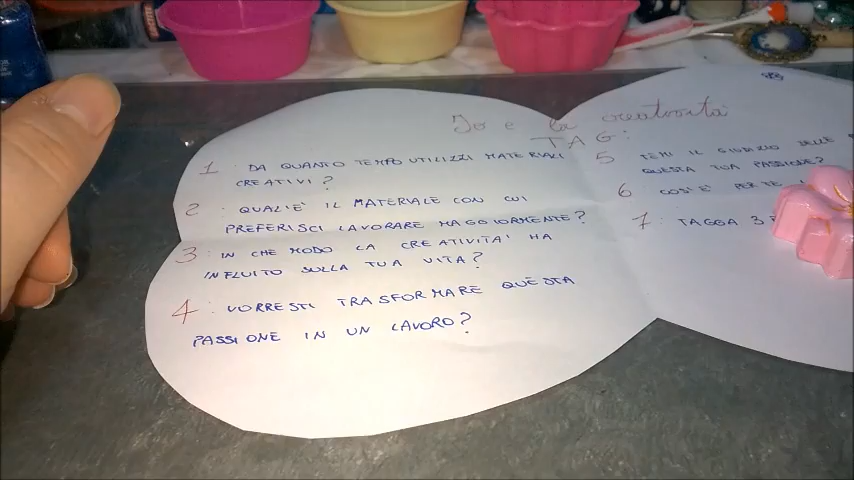 Io e la creatività
TAG:
1 DA QUANTO TEMPO UTILIZZI MATERIALI
CREATIVI?
2 QUAL'E' IL MATERIALE CON CUI
PREFERISCI LAVORARE MAGGIORMENTE?
3 IN CHE MODO LA CREATIVITA' HA
INFLUITO SULLA TUA VITA?
4: VORRESTI TRASFORMARE QUESTA
PASSIONE IN UN LAVORO?
5 TEMI IL GIUDIZIO DELLE
QUESTA TUA PASSIONE?
6 COS'E' PER TE
7: TAGGA 3